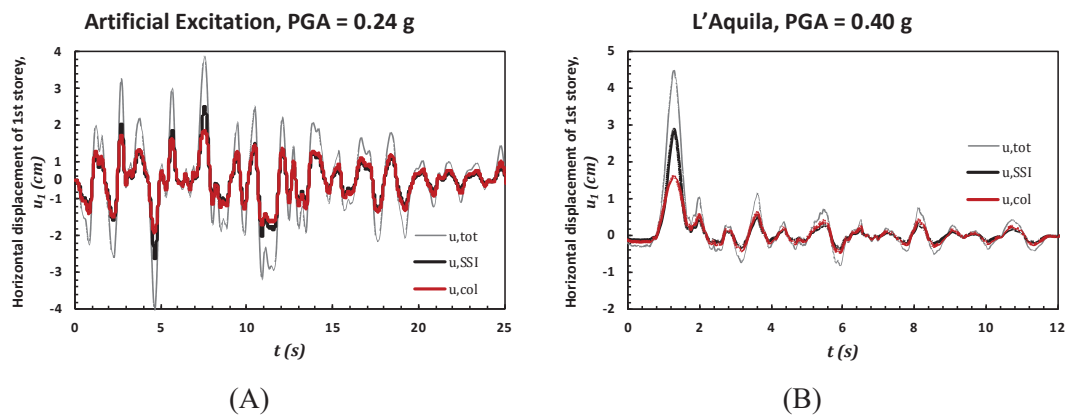 Artificial Excitation, PGA = 0.24 g
Horizontal displacement of 1st storey,
u1 (cm)
4
3
2
1
0
-1
-2
-3
-4
u,tot
u,SSI
u,col
0
5
10
15
20
25
t (s)
(A)
L’Aquila, PGA = 0.40 g
Horizontal displacement of 1st storey,
u1 (cm)
5
4
3
2
1
0
-1
-2
u,tot
u,SSI
u,col
0
2
4
6
8
10
12
t (s)
(B)